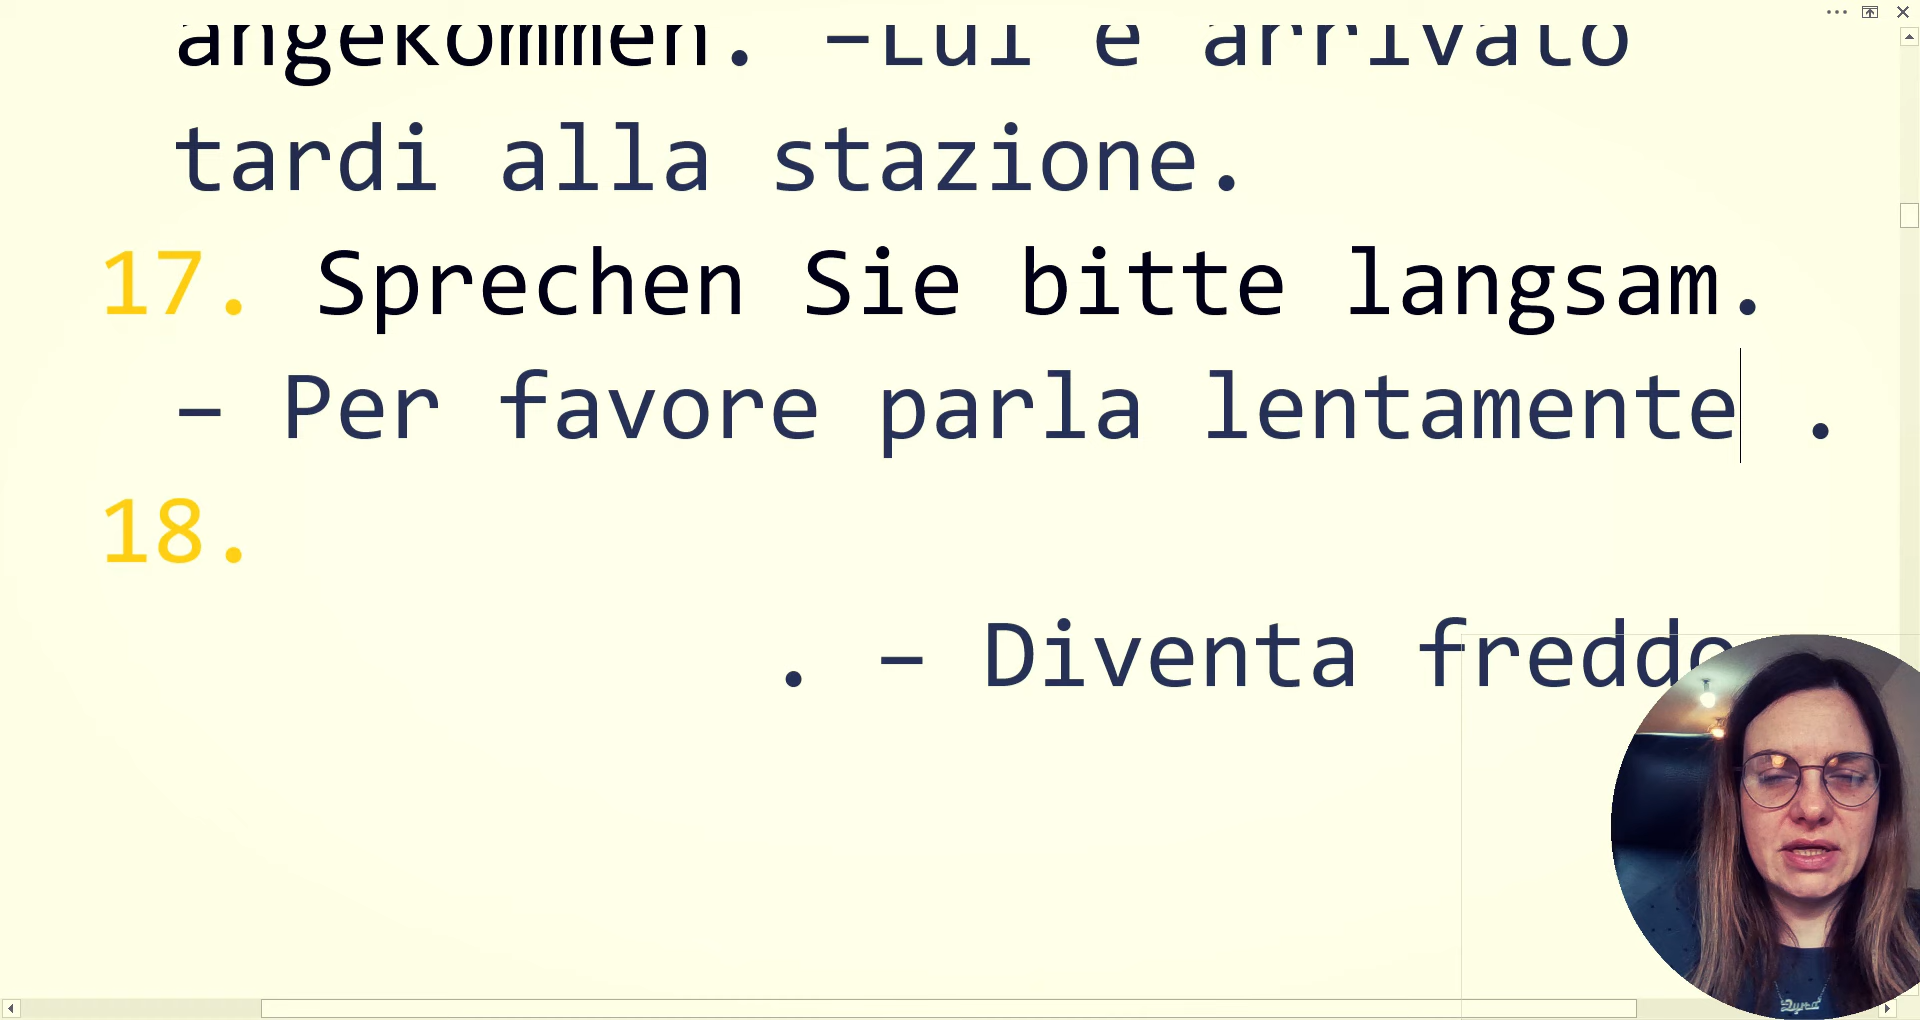 angekommen. –Lui è arrivato
tardi alla stazione.
17. Sprechen Sie bitte langsam.
– Per favore parla lentamente .
18.
. – Diventa freddo